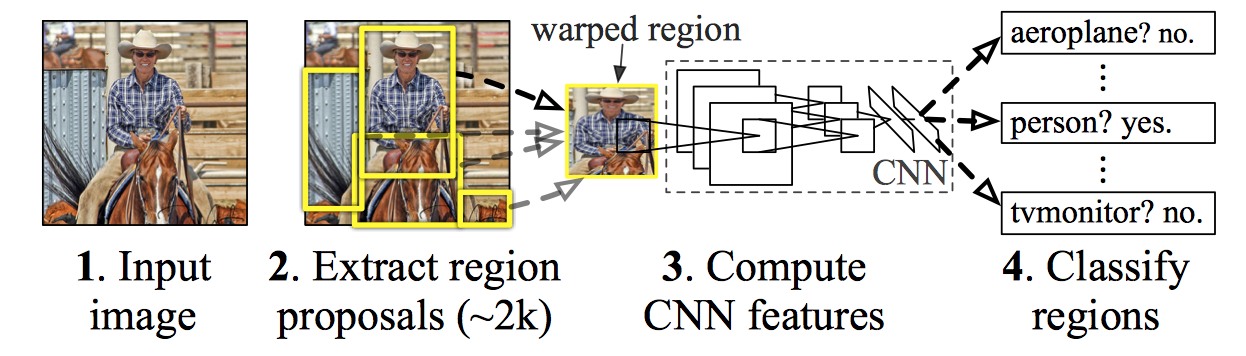 warped region
aeroplane? no.
⋮
person? yes.
CNN
⋮
tvmonitor? no.
1. Input
image
2. Extract region
proposals (~2k)
3. Compute
CNN features
4. Classify
regions